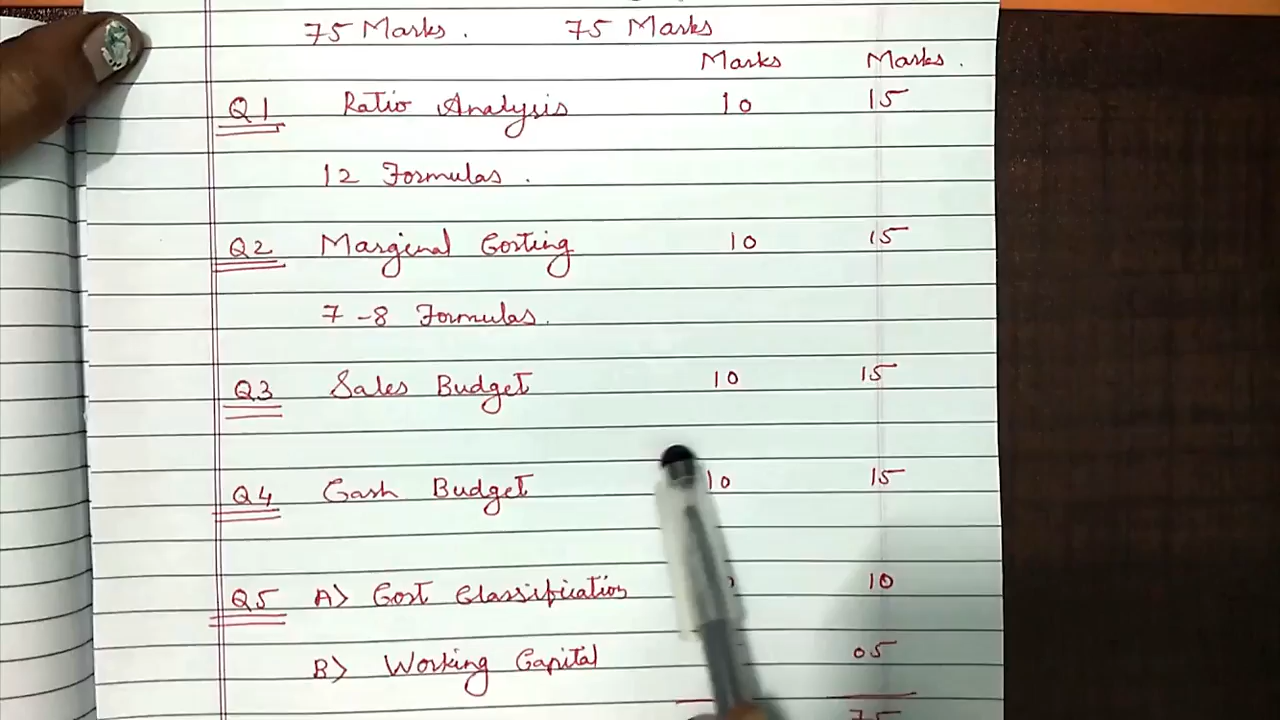 75 Marks. 75 Marks
Marks Marks.
Q1 Ratio Analysis 10 15
12 Formulas.
Q2 Marginal Costing 10 15
7-8 Formulas.
Q3 Sales Budget 10 15
Q4 Cash Budget 10 15
Q5 A) Cost Classification 10
B) Working Capital 05
75